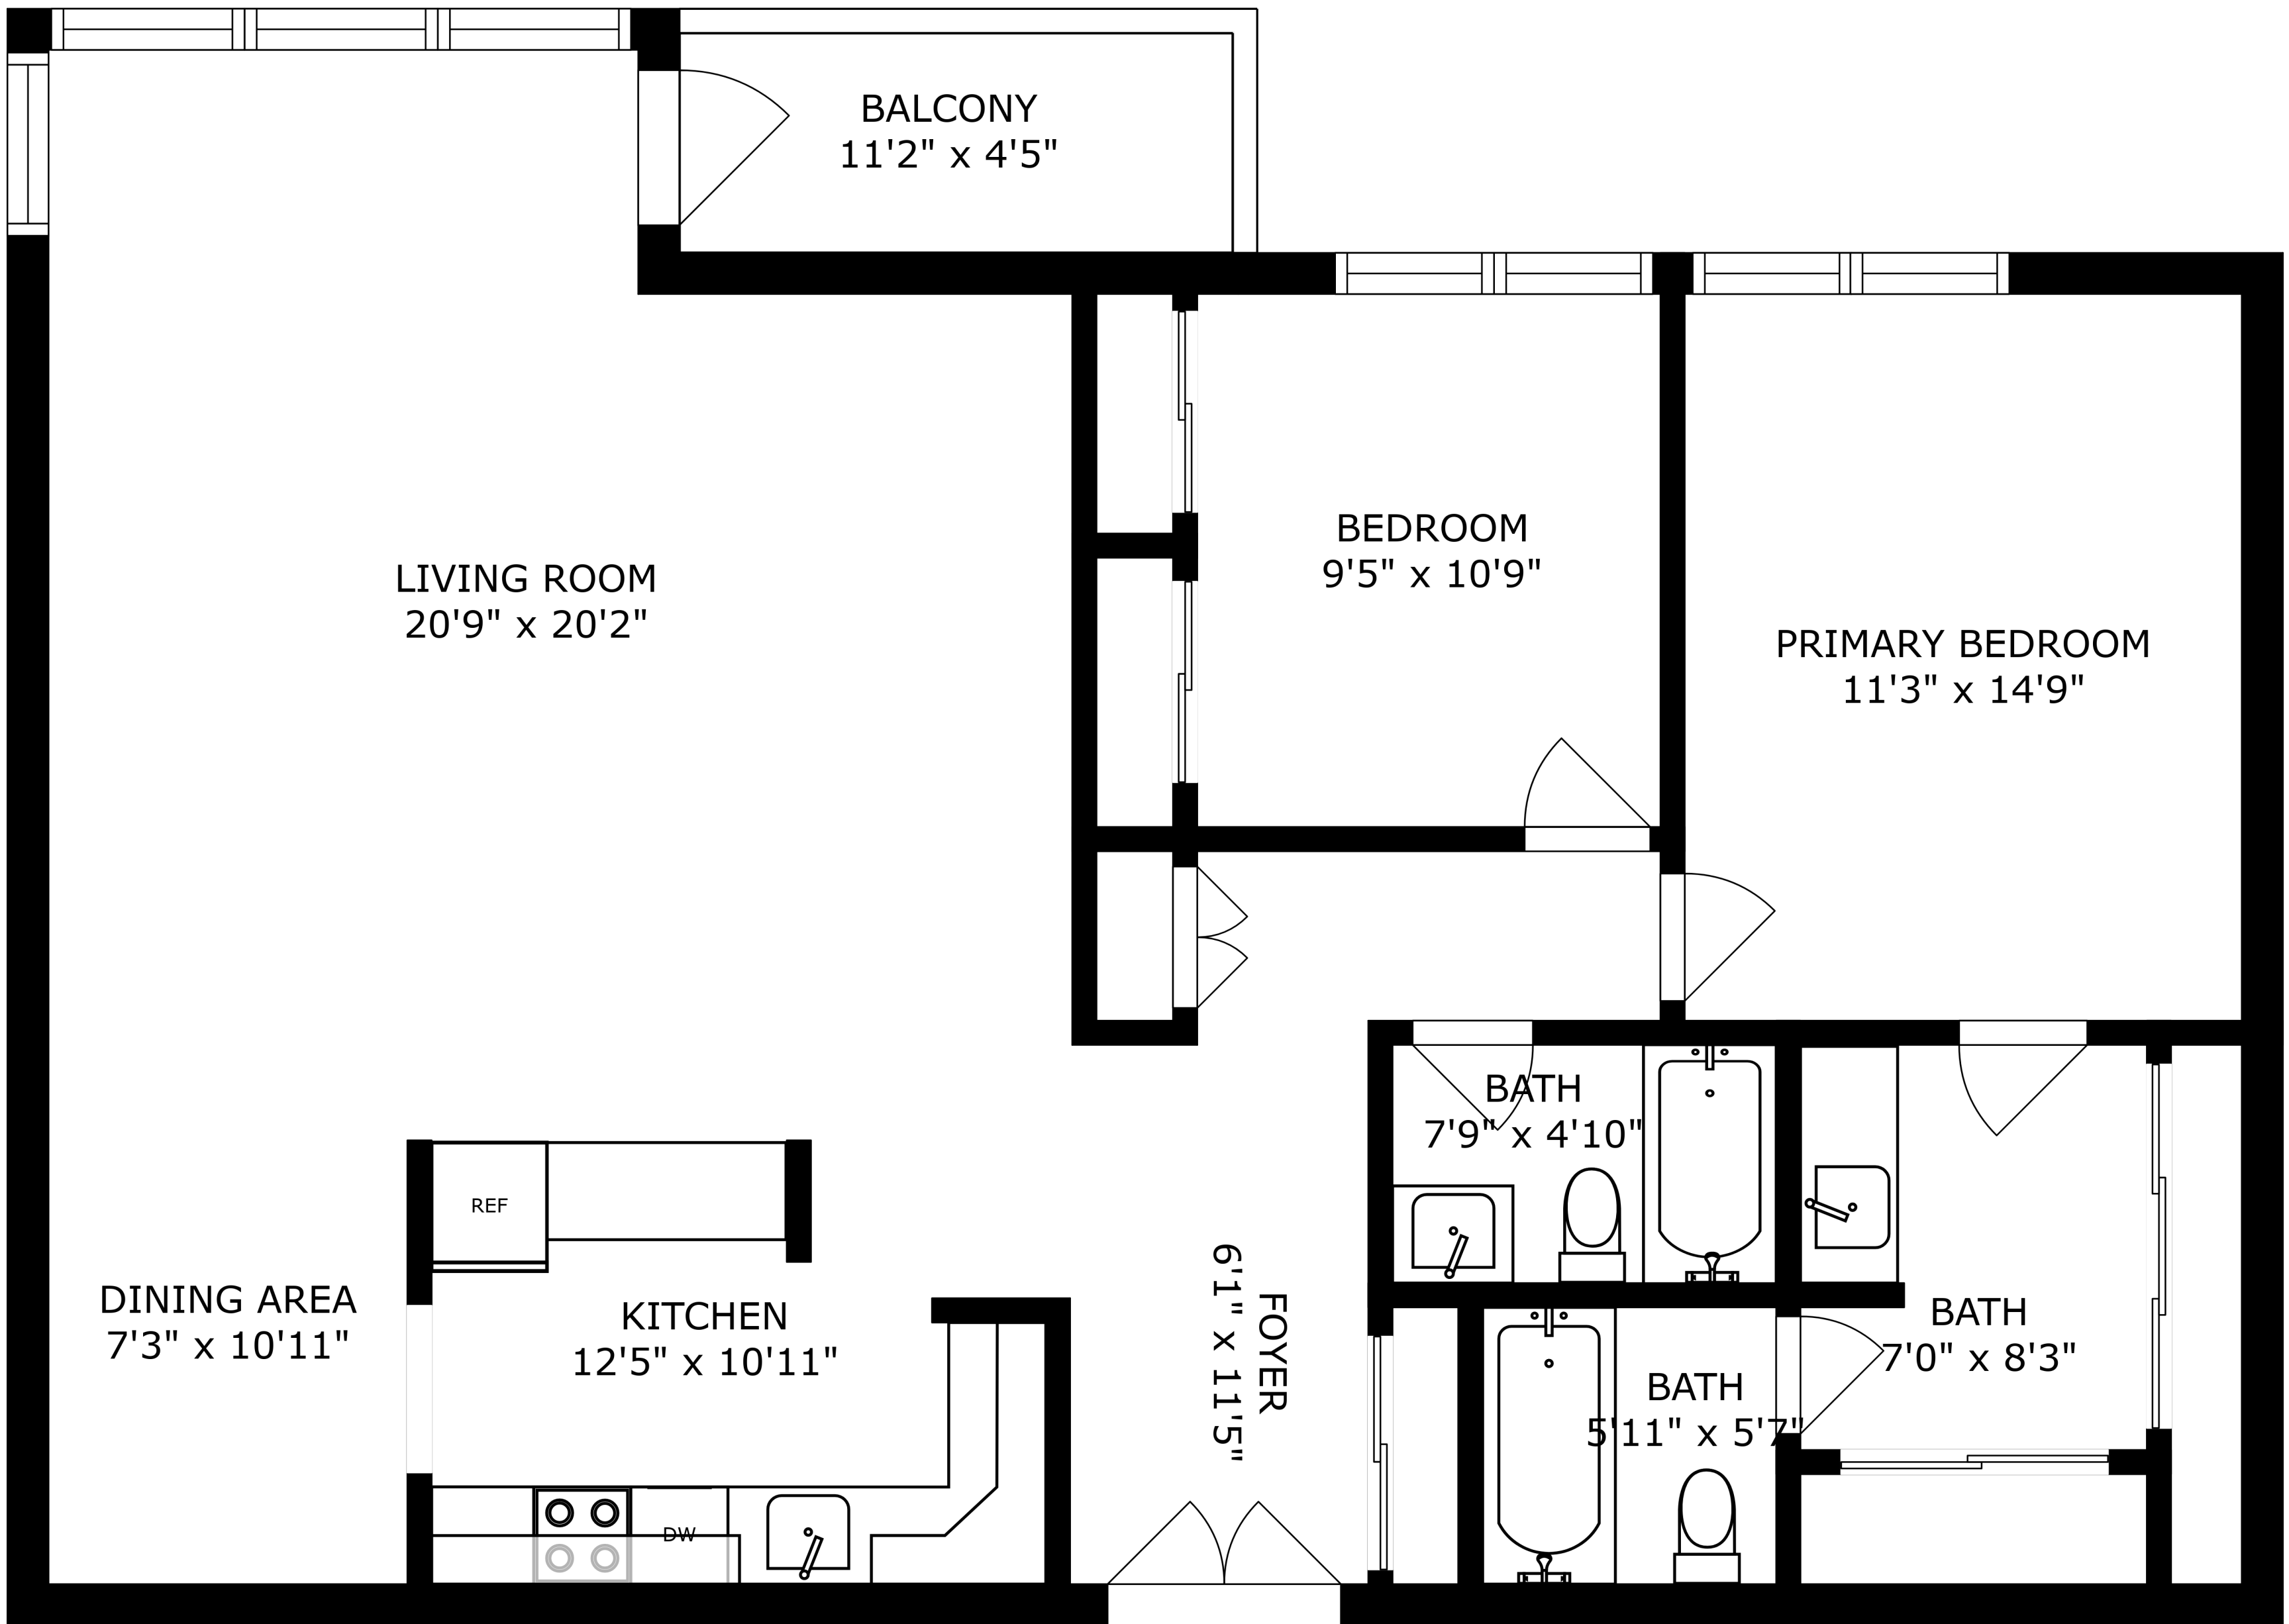 BALCONY
11'2" x 4'5"
LIVING ROOM
20'9" x 20'2"
BEDROOM
9'5" x 10'9"
PRIMARY BEDROOM
11'3" x 14'9"
BATH
7'9" x 4'10"
REF
DINING AREA
7'3" x 10'11"
KITCHEN
12'5" x 10'11"
FOYER
6'1" x 11'5"
BATH
7'0" x 8'3"
BATH
5'11" x 5'7"
DW